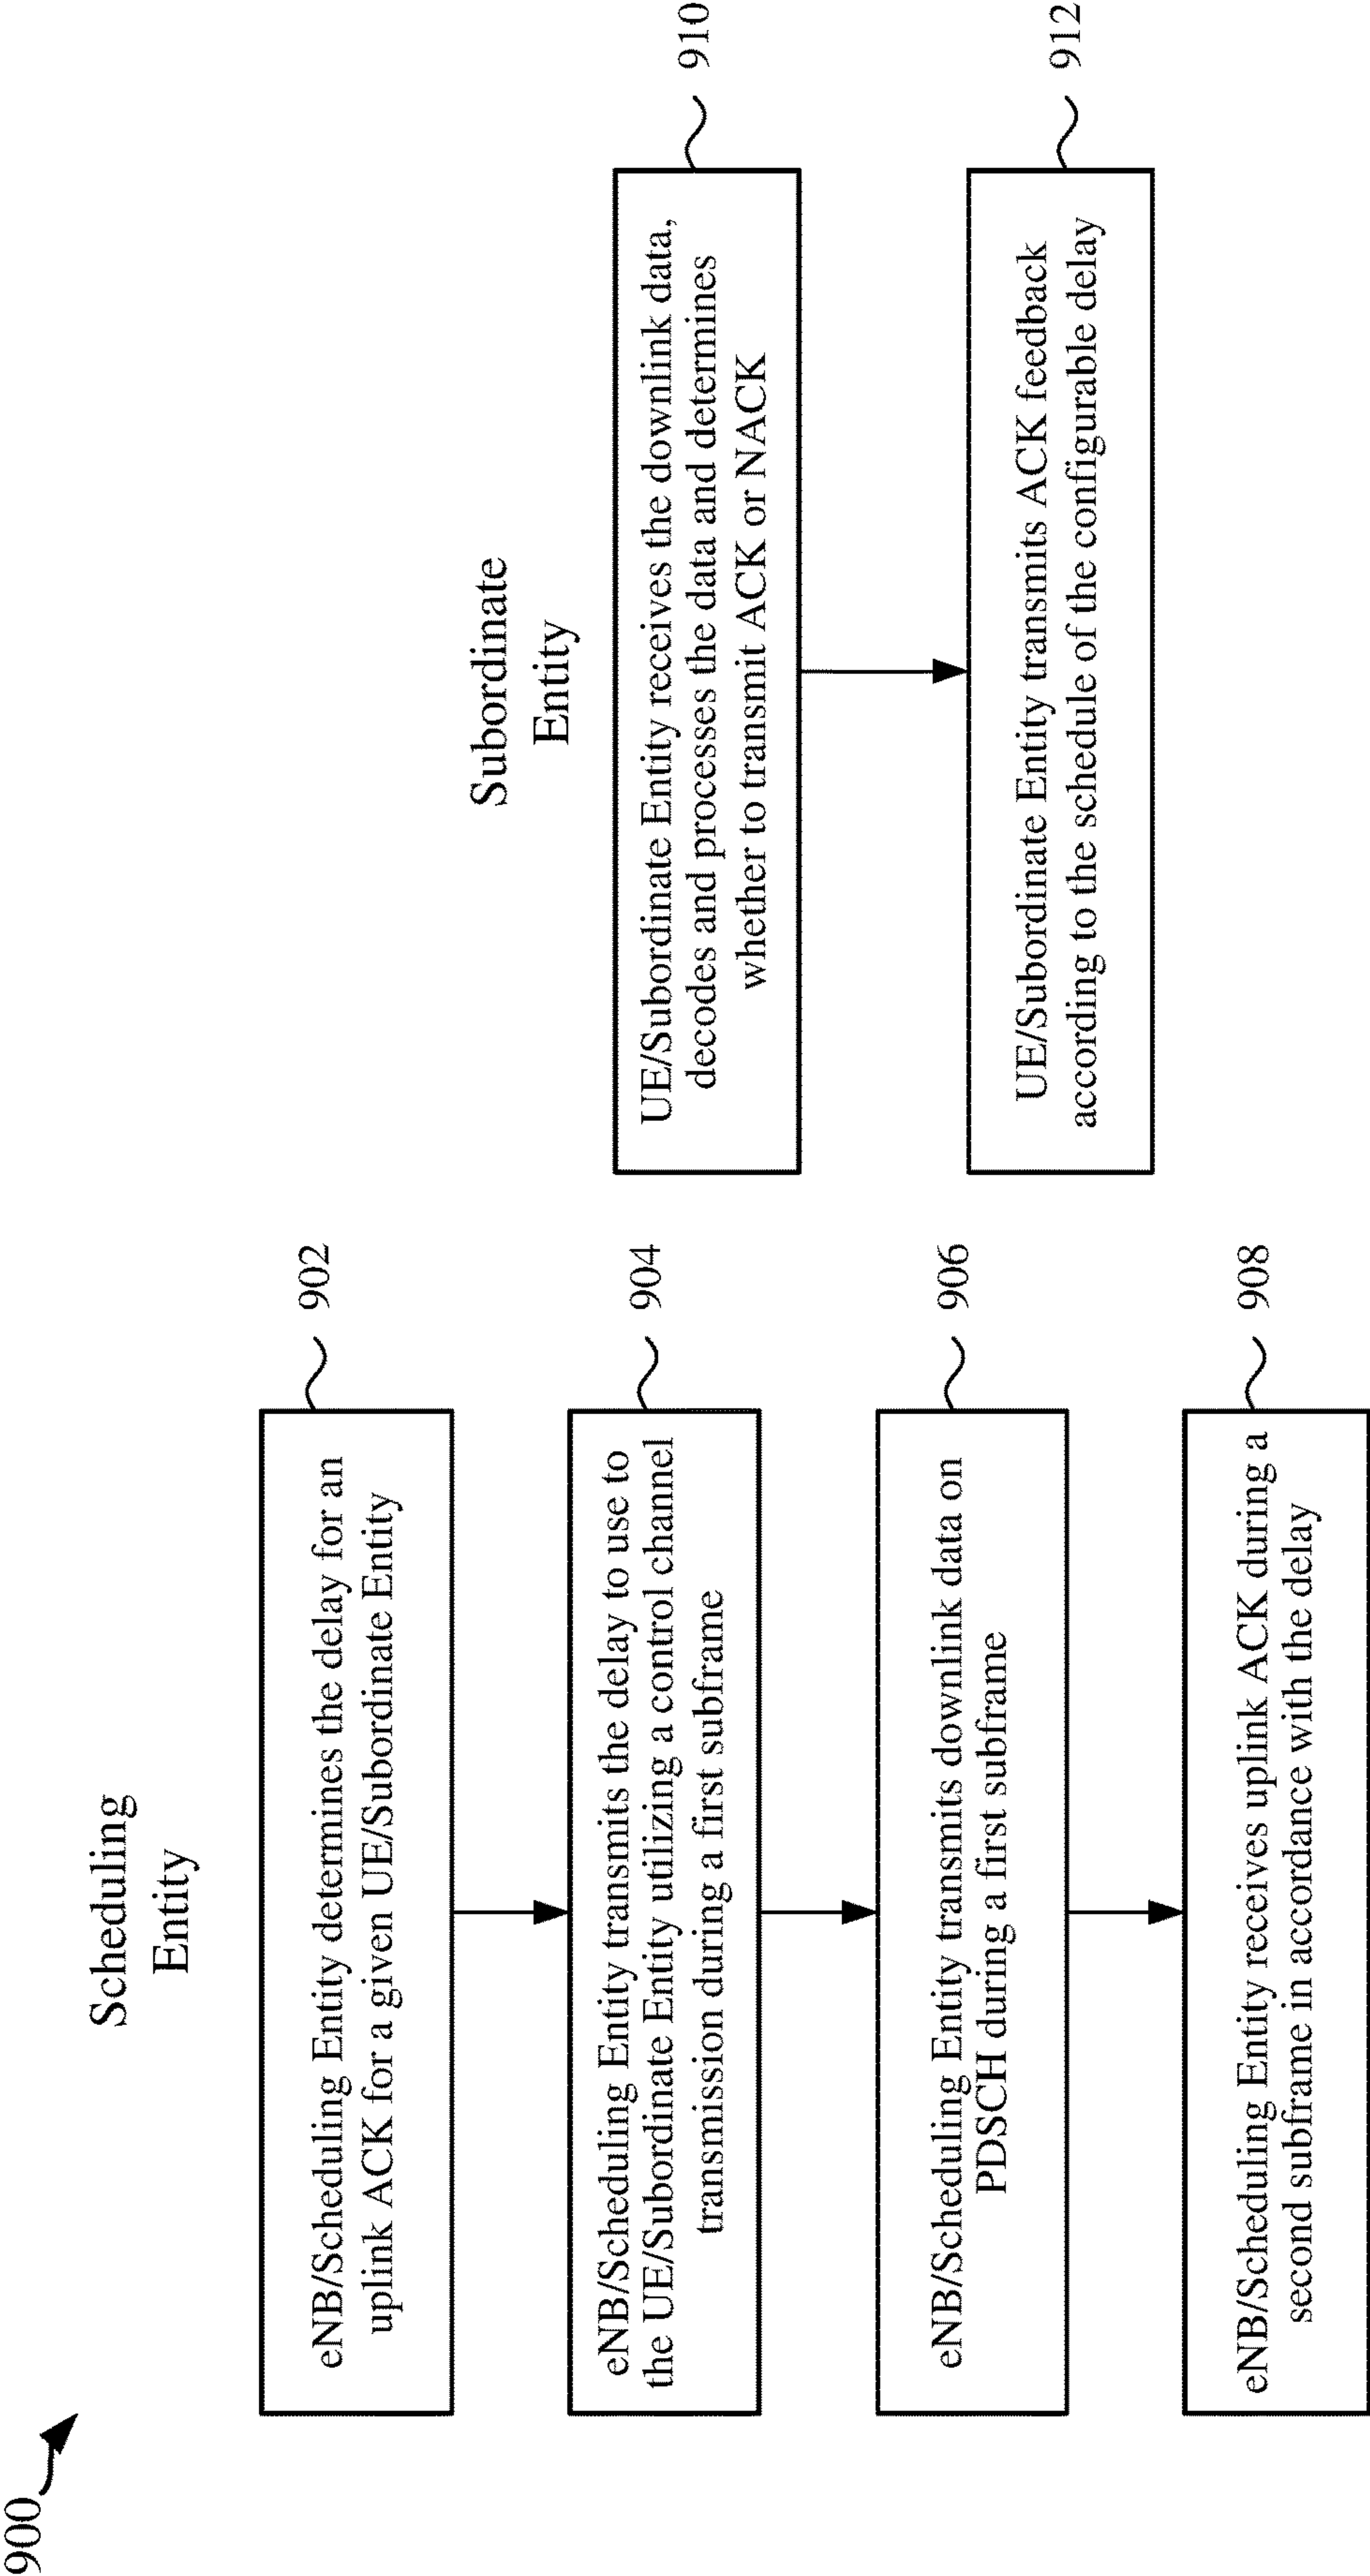 900
Scheduling
Entity
eNB/Scheduling Entity determines the delay for an
uplink ACK for a given UE/Subordinate Entity
902
eNB/Scheduling Entity transmits the delay to use to
the UE/Subordinate Entity utilizing a control channel
transmission during a first subframe
904
eNB/Scheduling Entity transmits downlink data on
PDSCH during a first subframe
906
eNB/Scheduling Entity receives uplink ACK during a
second subframe in accordance with the delay
908
Subordinate
Entity
UE/Subordinate Entity receives the downlink data,
decodes and processes the data and determines
whether to transmit ACK or NACK
910
UE/Subordinate Entity transmits ACK feedback
according to the schedule of the configurable delay
912